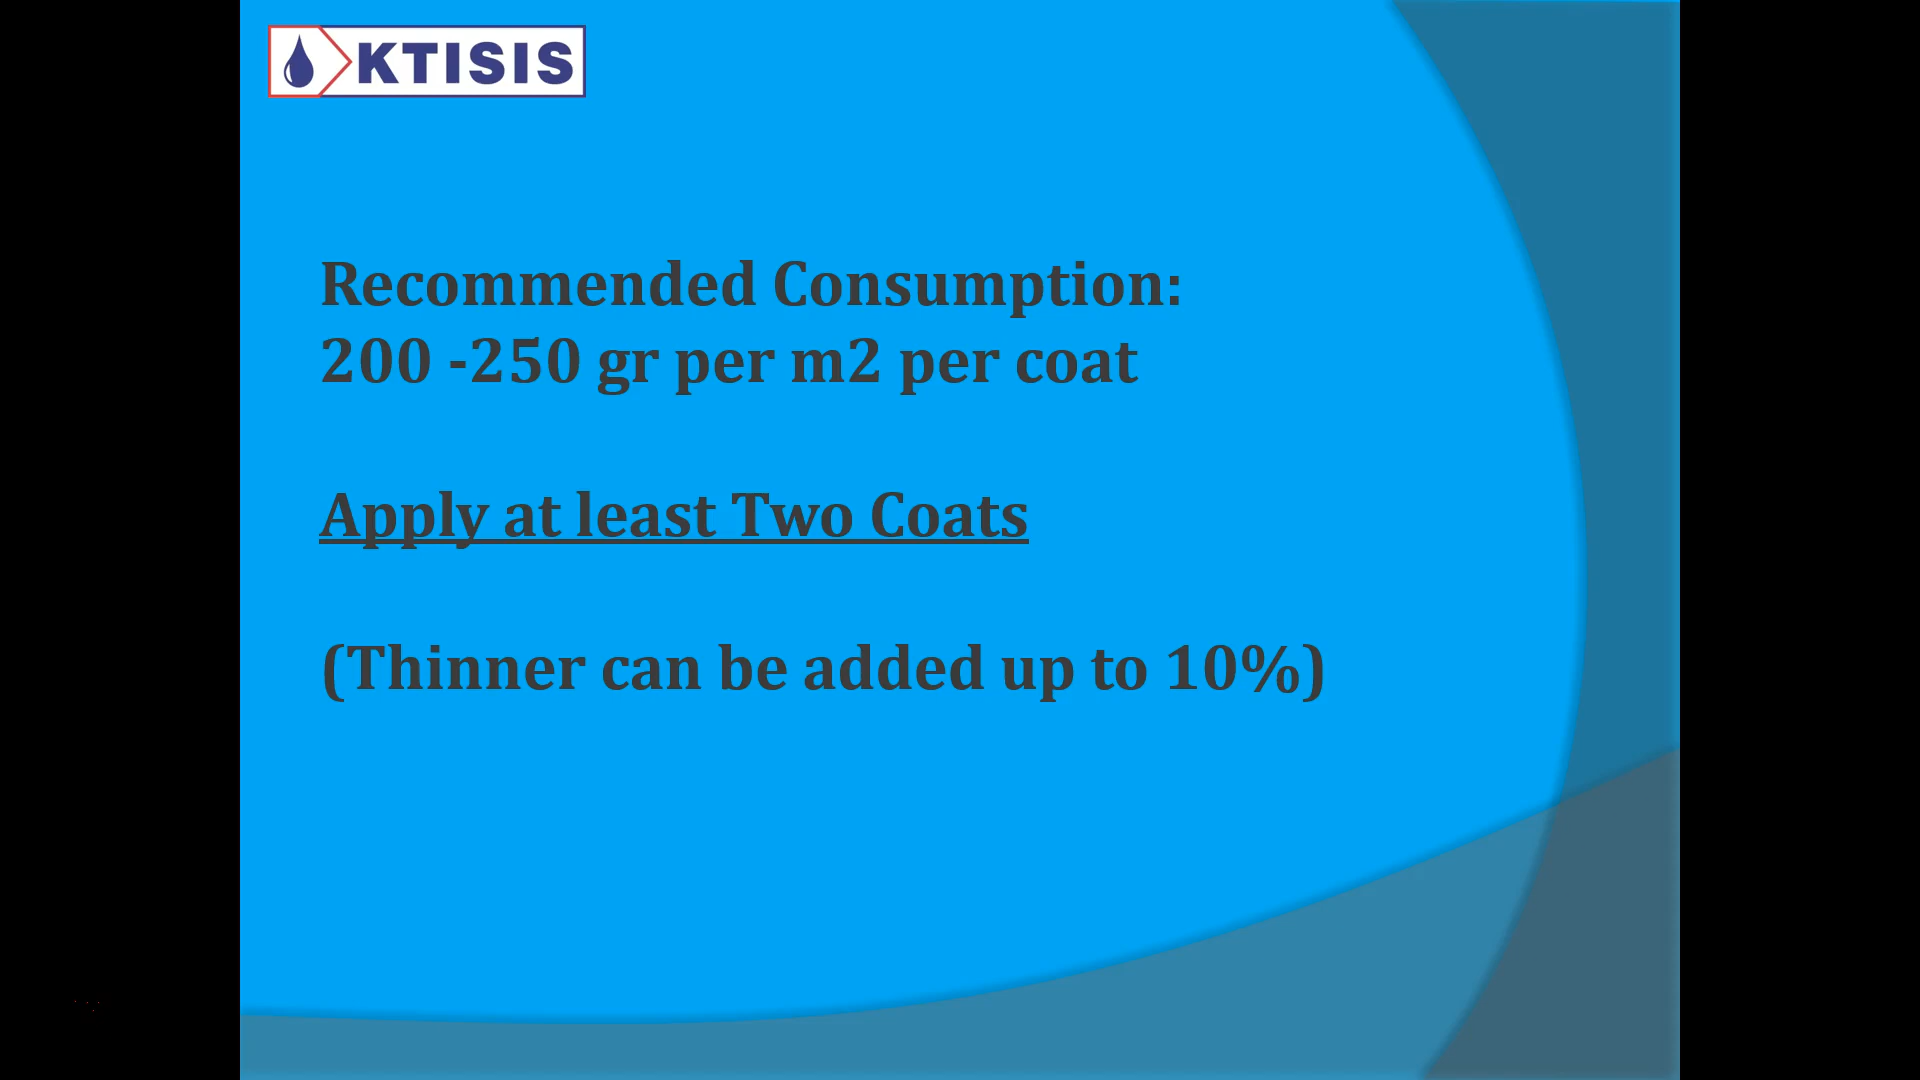 KTISIS
Recommended Consumption:
200 -250 gr per m2 per coat
Apply at least Two Coats
(Thinner can be added up to 10%)